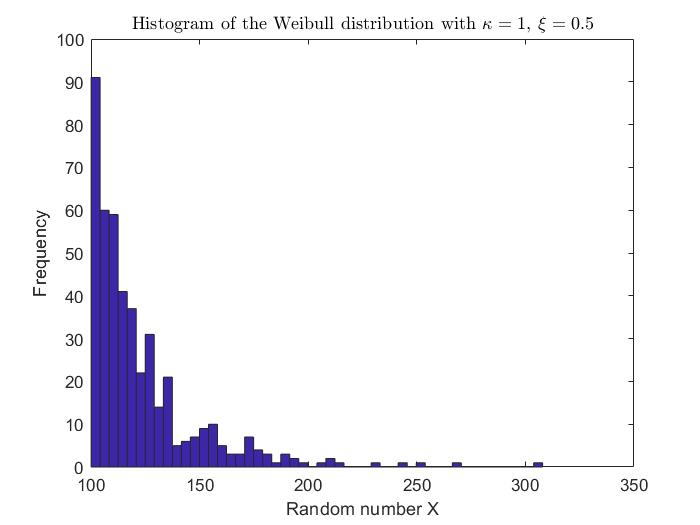 Histogram of the Weibull distribution with κ = 1, ξ = 0.5
100
90
80
70
60
50
40
30
20
10
0
Frequency
100 150 200 250 300 350
Random number X